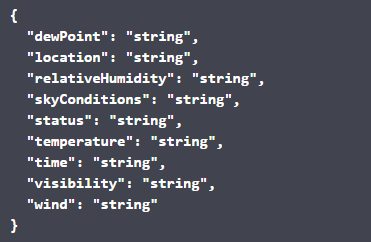 {
"dewPoint": "string",
"location": "string",
"relativeHumidity": "string",
"skyConditions": "string",
"status": "string",
"temperature": "string",
"time": "string",
"visibility": "string",
"wind": "string"
}